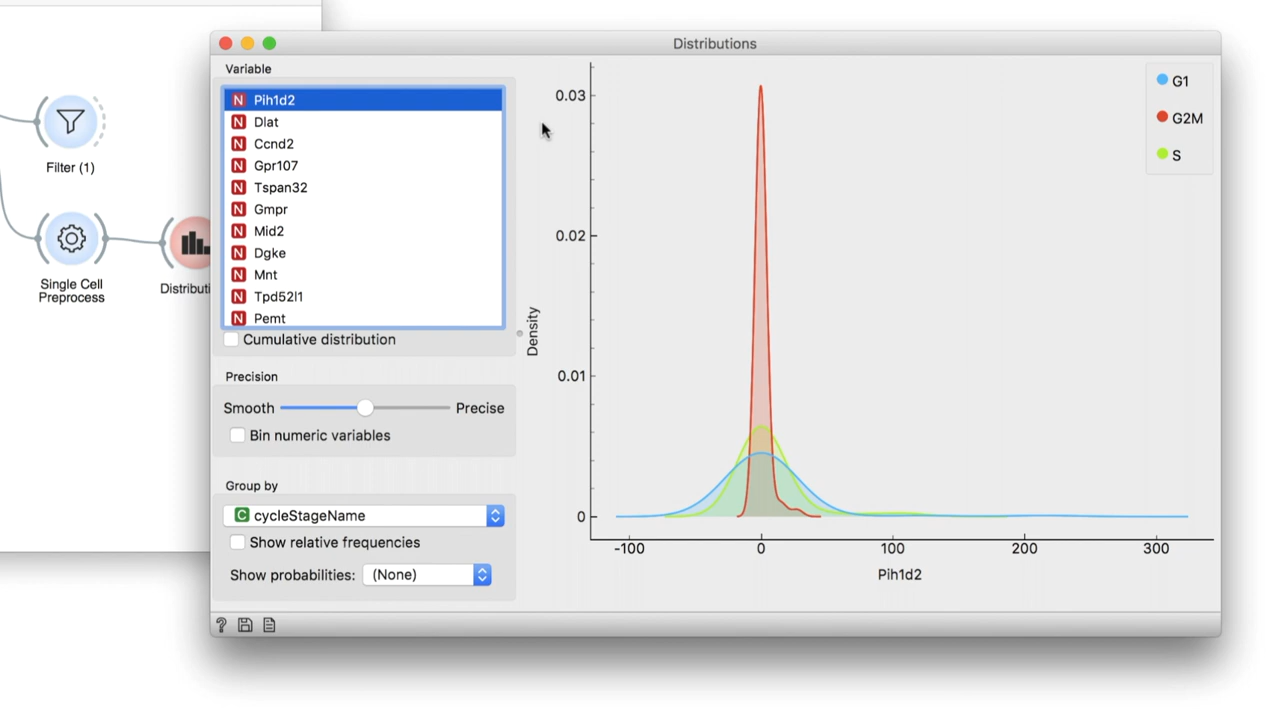 Distributions
Filter (1)
Single Cell
Preprocess
Variable
N Pih1d2
N Dlat
N Ccnd2
N Gpr107
N Tspan32
N Gmpr
N Mid2
N Dgke
N Mnt
N Tpd52l1
N Pemt
Cumulative distribution
Precision
Smooth Precise
Bin numeric variables
Group by
C cycleStageName
Show relative frequencies
Show probabilities: (None)
?
Density
0.03
0.02
0.01
0
-100 0 100 200 300
Pih1d2
G1
G2M
S
Distributi